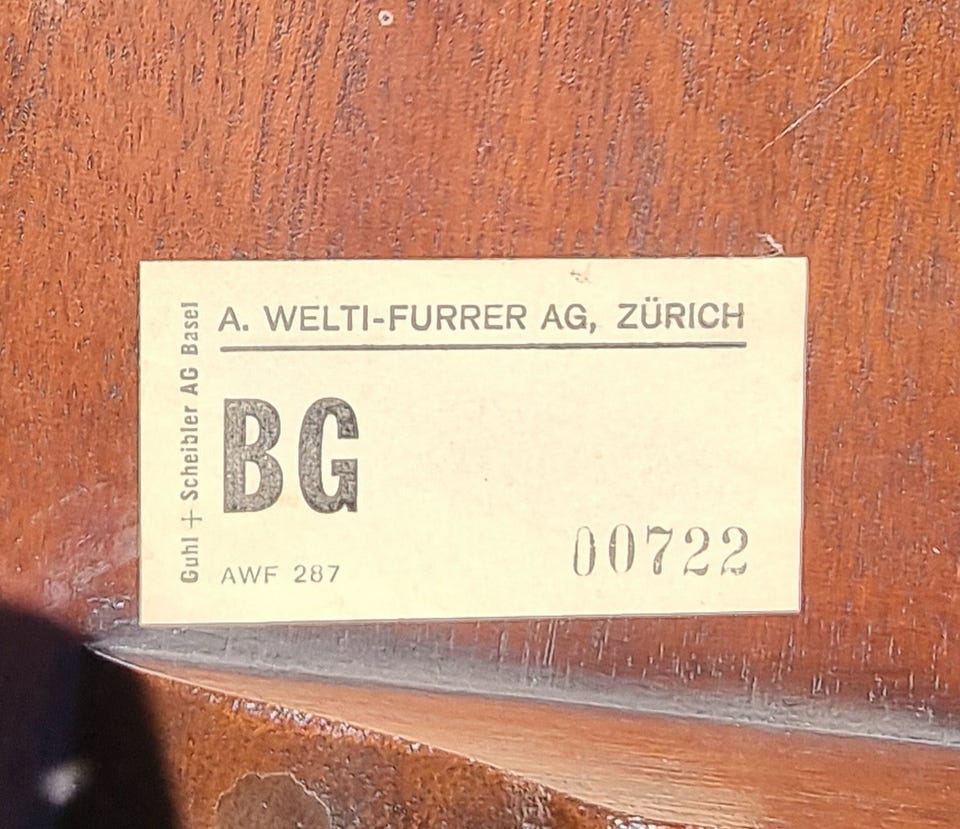 A. WELTI-FURRER AG, ZÜRICH
BG
00722
AWF 287
Guhl + Scheibler AG Basel